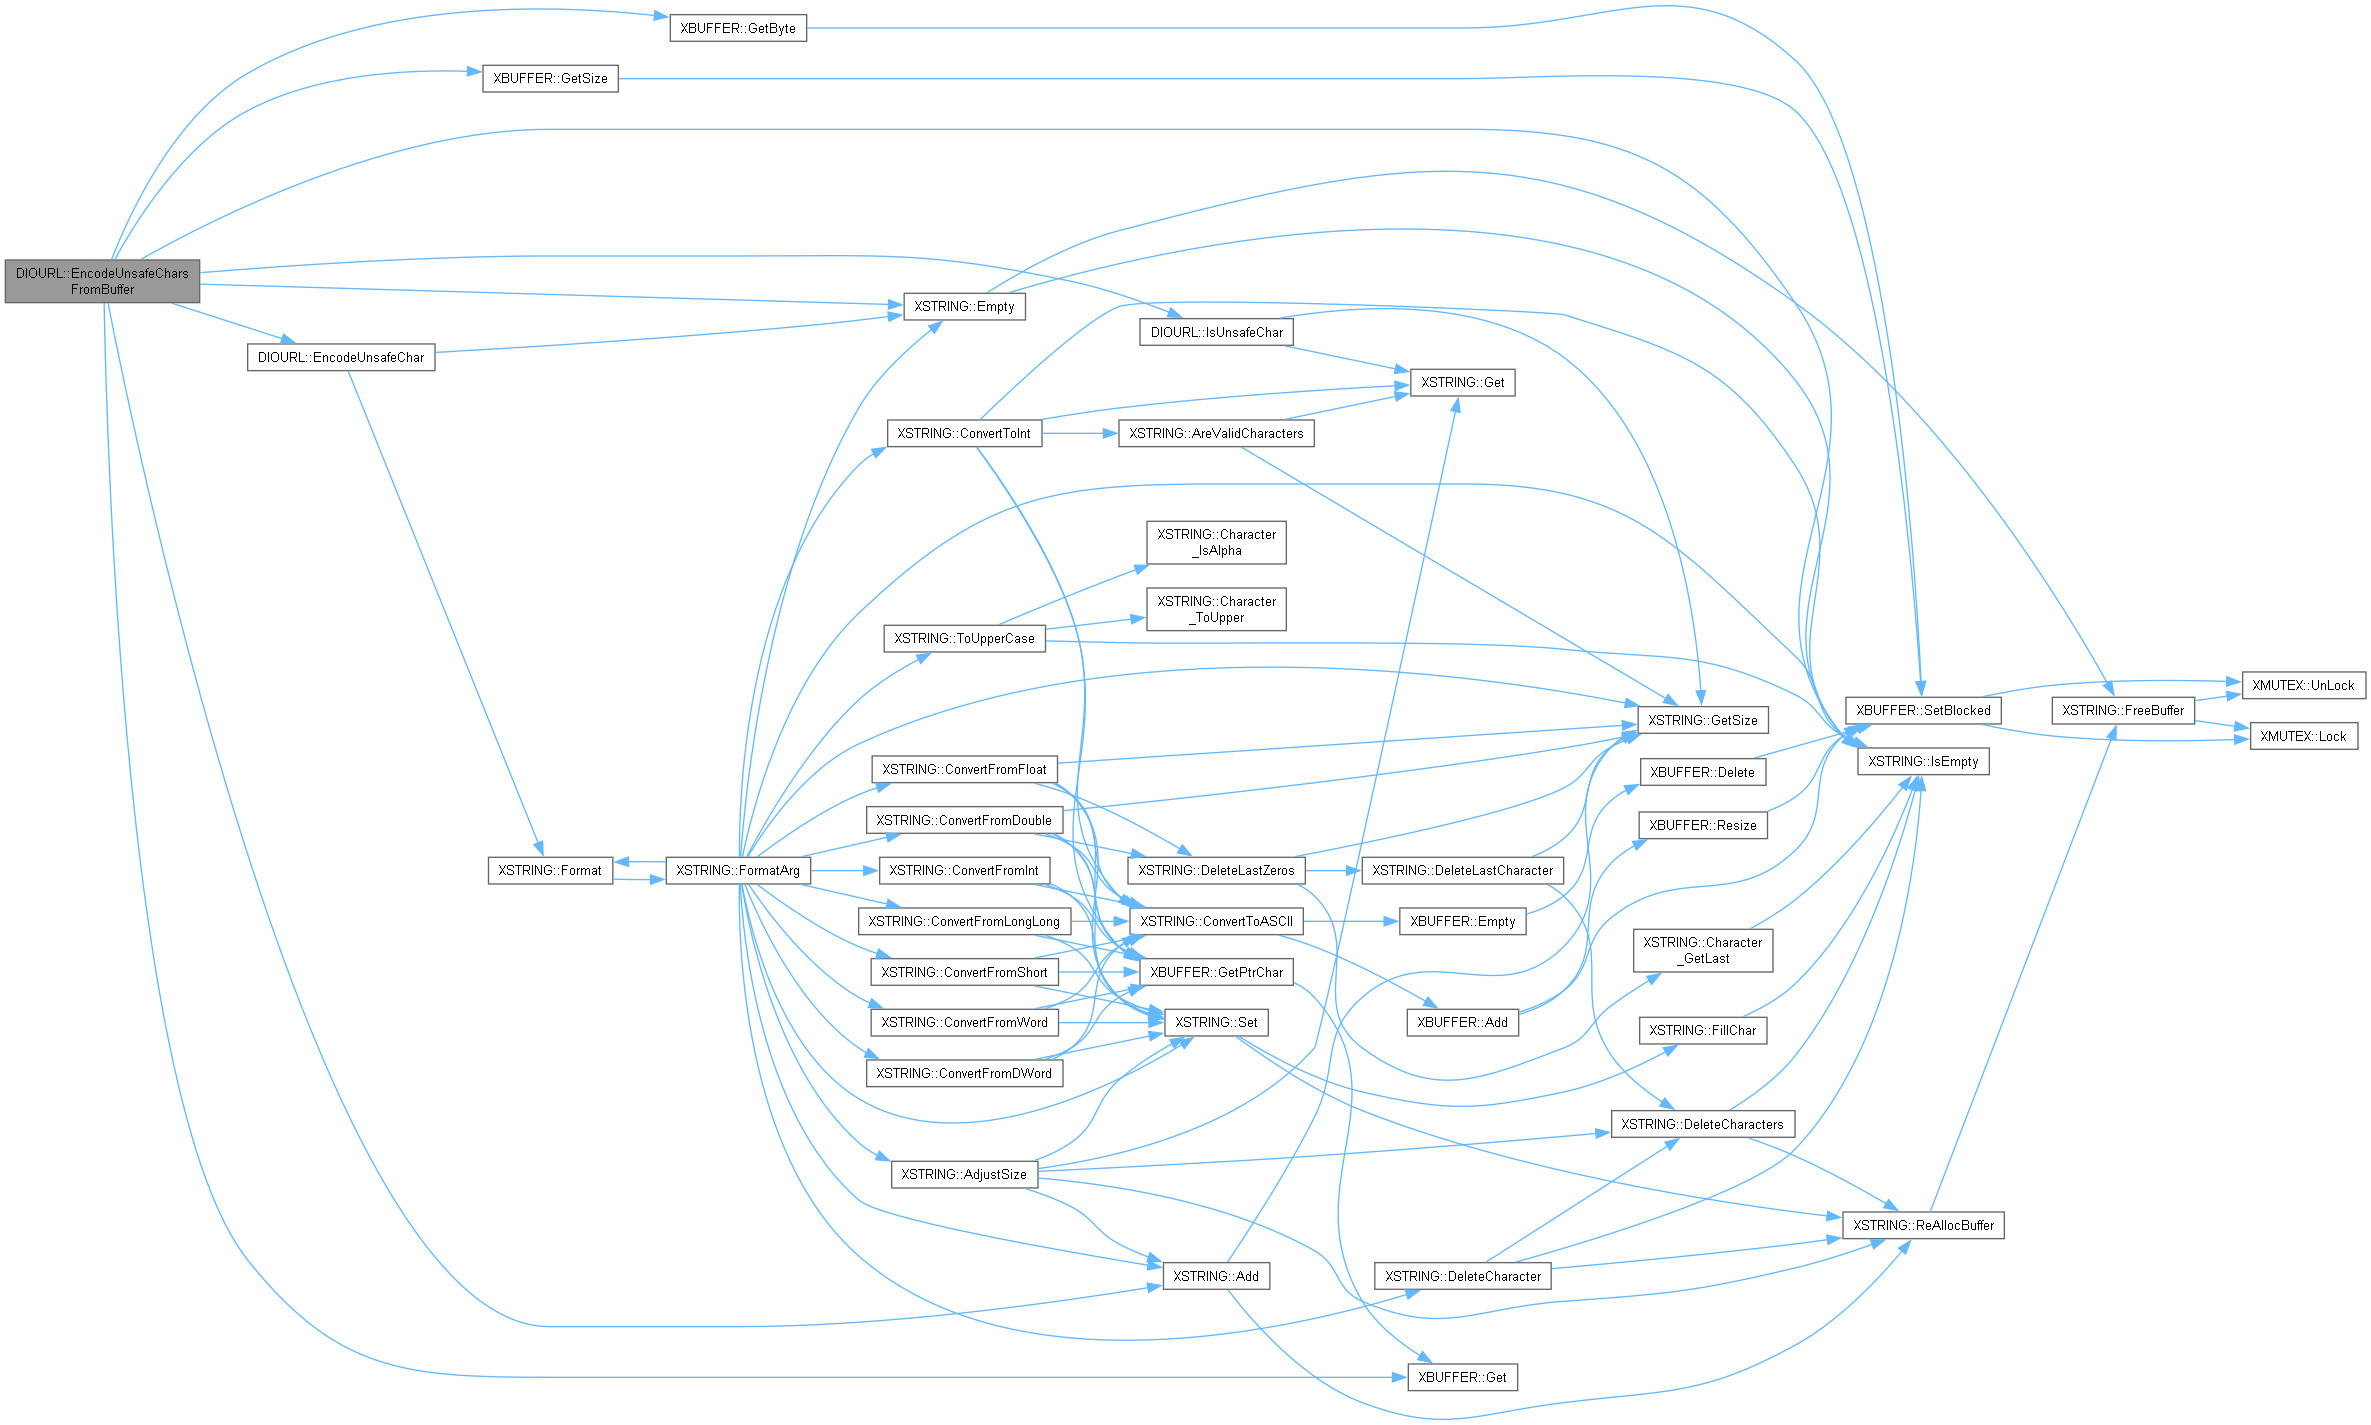 XBUFFER::GetByte
XBUFFER::GetSize
DIOURL::EncodeUnsafeChars
FromBuffer
XSTRING::Empty
DIOURL::IsUnsafeChar
DIOURL::EncodeUnsafeChar
XSTRING::Get
XSTRING::ConvertToInt
XSTRING::AreValidCharacters
XSTRING::Character
_IsAlpha
XSTRING::Character
_ToUpper
XSTRING::ToUpperCase
XMUTEX::UnLock
XSTRING::GetSize
XBUFFER::SetBlocked
XSTRING::FreeBuffer
XMUTEX::Lock
XSTRING::IsEmpty
XSTRING::ConvertFromFloat
XBUFFER::Delete
XSTRING::ConvertFromDouble
XBUFFER::Resize
XSTRING::Format
XSTRING::FormatArg
XSTRING::ConvertFromInt
XSTRING::DeleteLastZeros
XSTRING::DeleteLastCharacter
XSTRING::ConvertFromLongLong
XSTRING::ConvertToASCII
XBUFFER::Empty
XSTRING::Character
_GetLast
XSTRING::ConvertFromShort
XBUFFER::GetPtrChar
XSTRING::ConvertFromWord
XSTRING::Set
XBUFFER::Add
XSTRING::FillChar
XSTRING::ConvertFromDWord
XSTRING::DeleteCharacters
XSTRING::AdjustSize
XSTRING::ReAllocBuffer
XSTRING::Add
XSTRING::DeleteCharacter
XBUFFER::Get